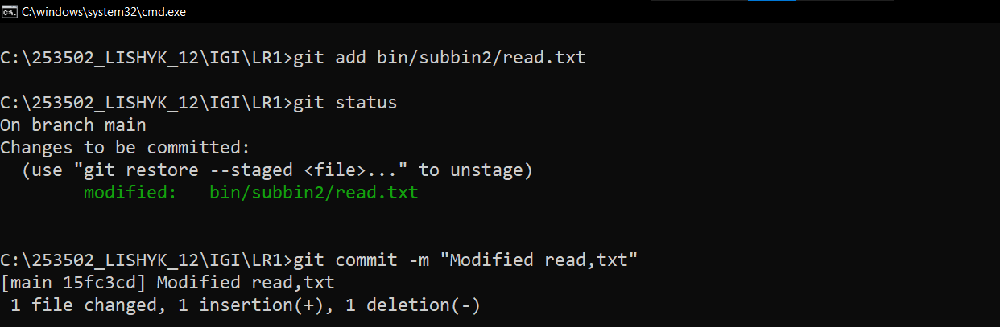 C:\windows\system32\cmd.exe
C:\253502_LISHYK_12\IGI\LR1>git add bin/subbin2/read.txt
C:\253502_LISHYK_12\IGI\LR1>git status
On branch main
Changes to be committed:
  (use "git restore --staged <file>..." to unstage)
        modified:   bin/subbin2/read.txt
C:\253502_LISHYK_12\IGI\LR1>git commit -m "Modified read,txt"
[main 15fc3cd] Modified read,txt
 1 file changed, 1 insertion(+), 1 deletion(-)